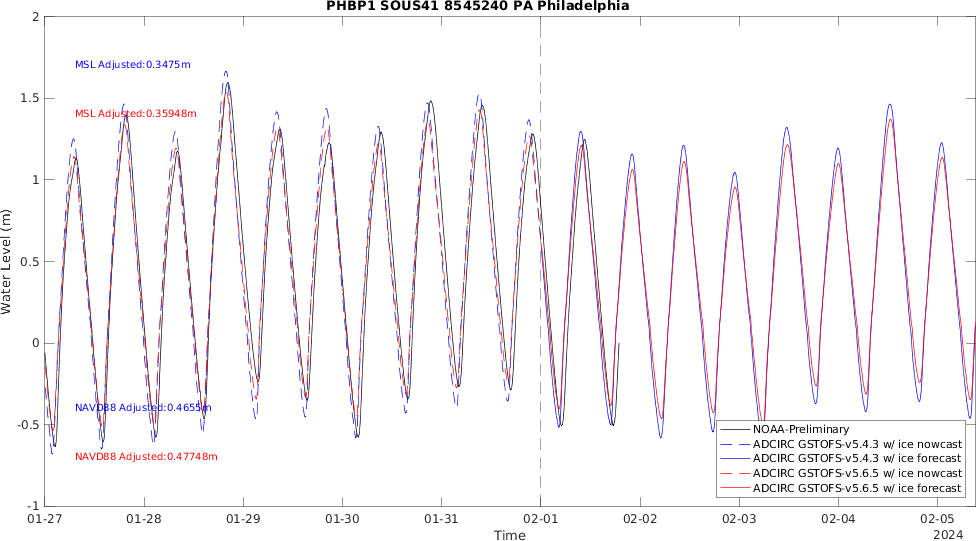 PHBP1 SOUS41 8545240 PA Philadelphia
2
1.5
1
0.5
0
-0.5
-1
Water Level (m)
MSL Adjusted:0.3475m
MSL Adjusted:0.35948m
NAVD88 Adjusted:0.4655m
NAVD88 Adjusted:0.47748m
NOAA-Preliminary
ADCIRC GSTOFS-v5.4.3 w/ ice nowcast
ADCIRC GSTOFS-v5.4.3 w/ ice forecast
ADCIRC GSTOFS-v5.6.5 w/ ice nowcast
ADCIRC GSTOFS-v5.6.5 w/ ice forecast
01-27 01-28 01-29 01-30 01-31 02-01 02-02 02-03 02-04 02-05
Time
2024